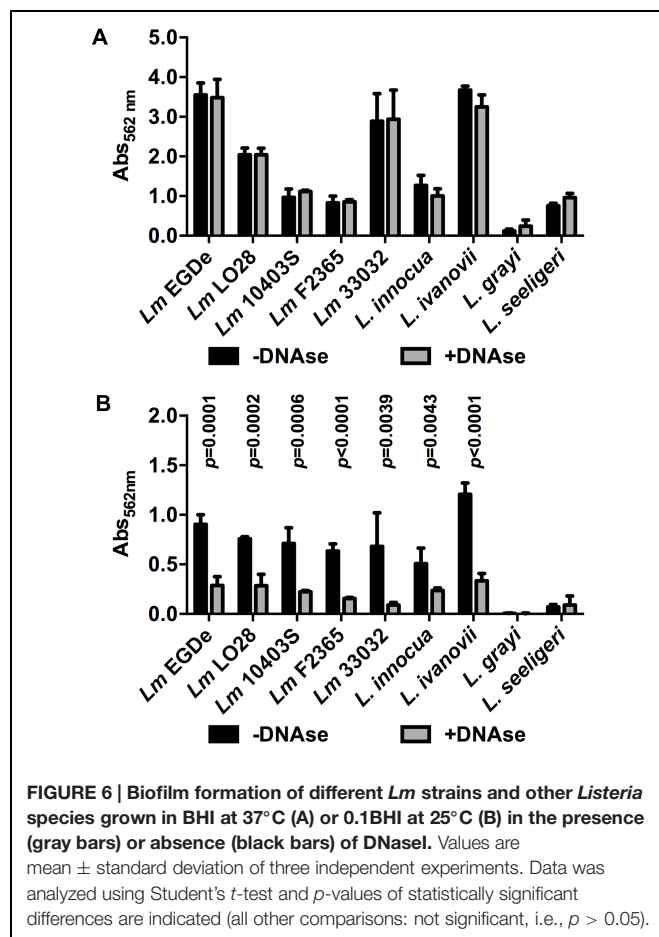 A
Abs562 nm
5.0
4.0
3.0
2.0
1.0
0.0
Lm EGDe
Lm LO28
Lm 10403S
Lm F2365
Lm 33032
L. innocua
L. ivanovii
L. grayi
L. seeligeri
-DNAse
+DNAse
B
Abs562nm
2.0
1.5
1.0
0.5
0.0
p=0.0001
p=0.0002
p=0.0006
p<0.0001
p=0.0039
p=0.0043
p<0.0001
Lm EGDe
Lm LO28
Lm 10403S
Lm F2365
Lm 33032
L. innocua
L. ivanovii
L. grayi
L. seeligeri
-DNAse
+DNAse
FIGURE 6 | Biofilm formation of different Lm strains and other Listeria
species grown in BHI at 37°C (A) or 0.1BHI at 25°C (B) in the presence
(gray bars) or absence (black bars) of DNaseI. Values are
mean ± standard deviation of three independent experiments. Data was
analyzed using Student's t-test and p-values of statistically significant
differences are indicated (all other comparisons: not significant, i.e., p > 0.05).